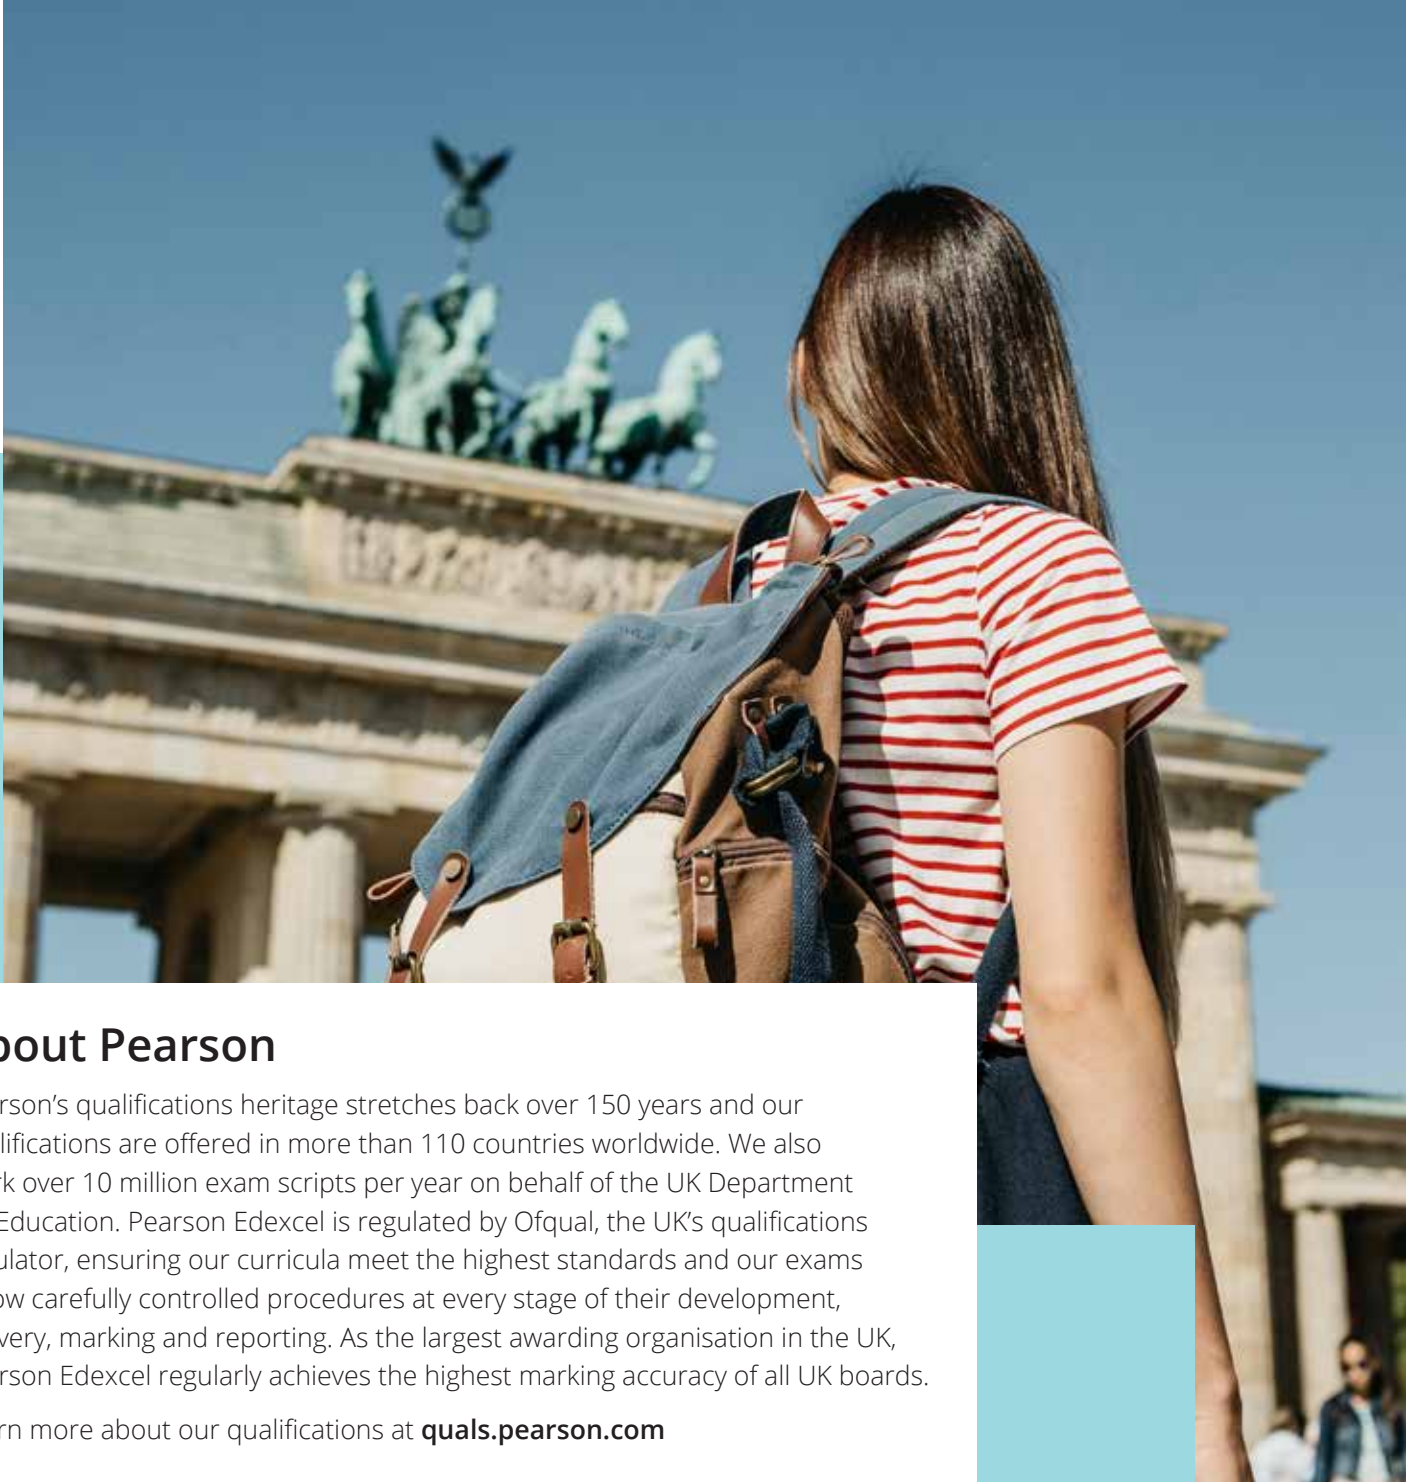 bout Pearson
rson's qualifications heritage stretches back over 150 years and our
lifications are offered in more than 110 countries worldwide. We also
rk over 10 million exam scripts per year on behalf of the UK Department
Education. Pearson Edexcel is regulated by Ofqual, the UK's qualifications
ulator, ensuring our curricula meet the highest standards and our exams
ow carefully controlled procedures at every stage of their development,
very, marking and reporting. As the largest awarding organisation in the UK,
rson Edexcel regularly achieves the highest marking accuracy of all UK boards.
rn more about our qualifications at quals.pearson.com